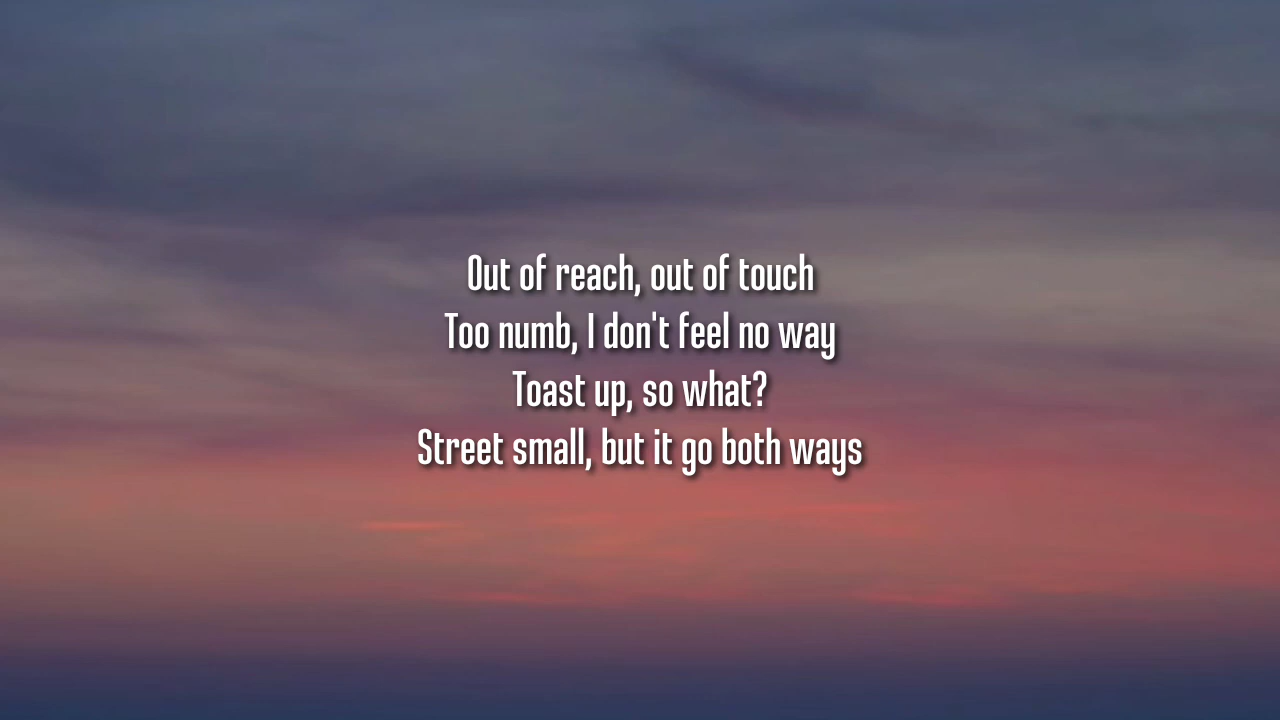 Out of reach, out of touch
Too numb, I don't feel no way
Toast up, so what?
Street small, but it go both ways